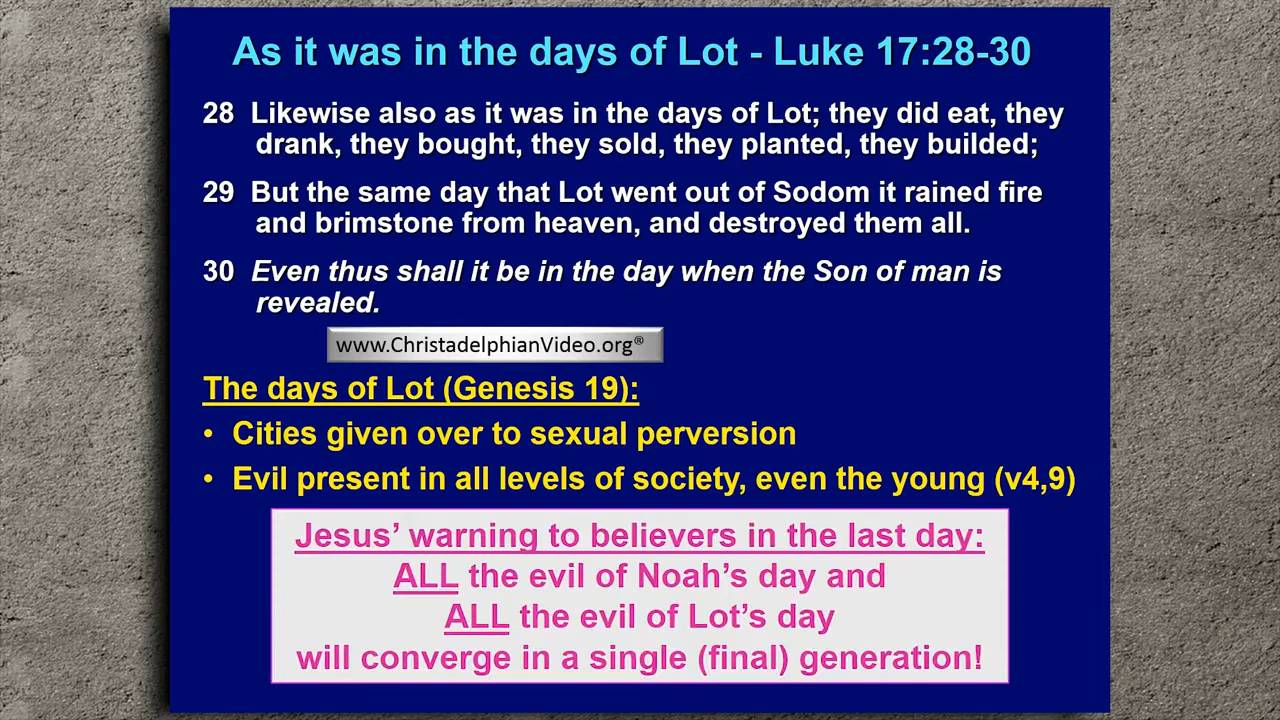 As it was in the days of Lot - Luke 17:28-30
28 Likewise also as it was in the days of Lot; they did eat, they
drank, they bought, they sold, they planted, they builded;
29 But the same day that Lot went out of Sodom it rained fire
and brimstone from heaven, and destroyed them all.
30 Even thus shall it be in the day when the Son of man is
revealed.
www.ChristadelphianVideo.org®
The days of Lot (Genesis 19):
• Cities given over to sexual perversion
• Evil present in all levels of society, even the young (v4,9)
Jesus’ warning to believers in the last day:
ALL the evil of Noah’s day and
ALL the evil of Lot’s day
will converge in a single (final) generation!